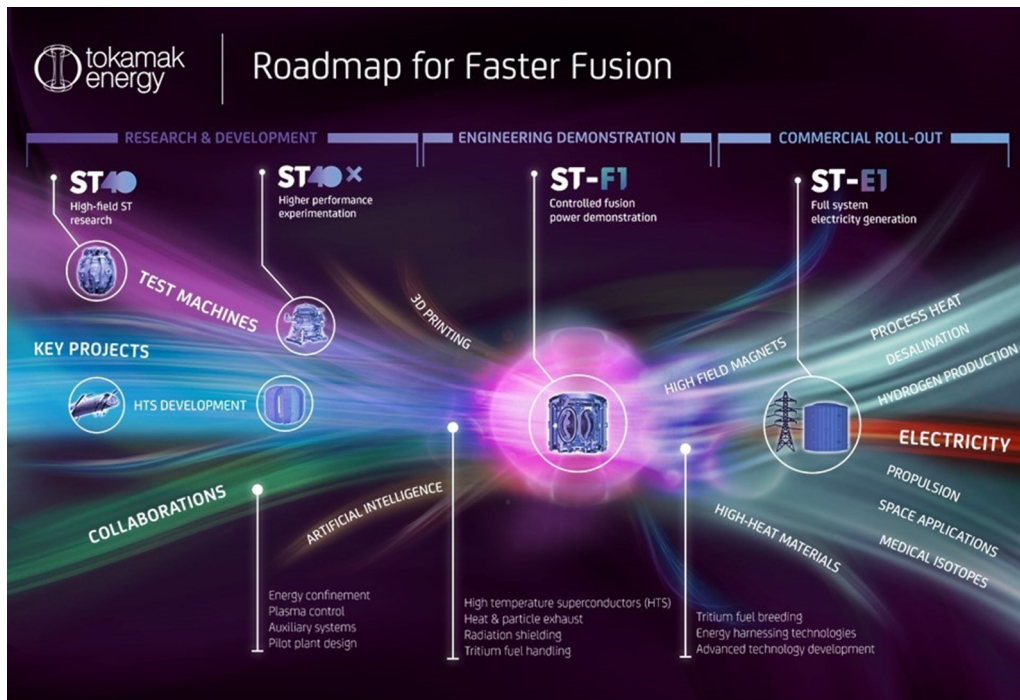 tokamak
energy
Roadmap for Faster Fusion
RESEARCH & DEVELOPMENT
ENGINEERING DEMONSTRATION
COMMERCIAL ROLL-OUT
ST40
High-field ST
research
ST40 X
Higher performance
experimentation
ST-F1
Controlled fusion
power demonstration
ST-E1
Full system
electricity generation
TEST MACHINES
KEY PROJECTS
HTS DEVELOPMENT
COLLABORATIONS
3D PRINTING
ARTIFICIAL INTELLIGENCE
HIGH FIELD MAGNETS
HIGH-HEAT MATERIALS
PROCESS HEAT
DESALINATION
HYDROGEN PRODUCTION
ELECTRICITY
PROPULSION
SPACE APPLICATIONS
MEDICAL ISOTOPES
Energy confinement
Plasma control
Auxiliary systems
Pilot plant design
High temperature superconductors (HTS)
Heat & particle exhaust
Radiation shielding
Tritium fuel handling
Tritium fuel breeding
Energy harnessing technologies
Advanced technology development